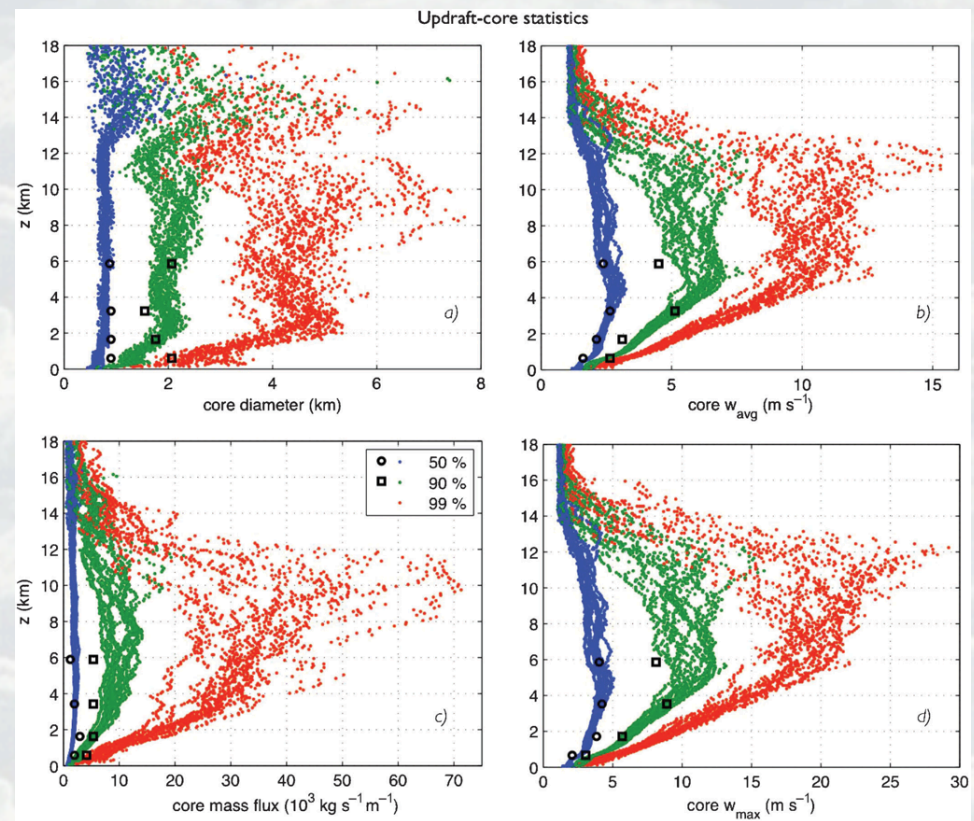 Updraft-core statistics
18
16
14
12
10
8
6
4
2
0
z (km)
a)
0 2 4 6 8
core diameter (km)
18
16
14
12
10
8
6
4
2
0
b)
0 5 10 15
core w_avg (m s⁻¹)
18
16
14
12
10
8
6
4
2
0
z (km)
50 %
90 %
99 %
c)
0 10 20 30 40 50 60 70
core mass flux (10³ kg s⁻¹ m⁻¹)
18
16
14
12
10
8
6
4
2
0
d)
0 5 10 15 20 25 30
core w_max (m s⁻¹)